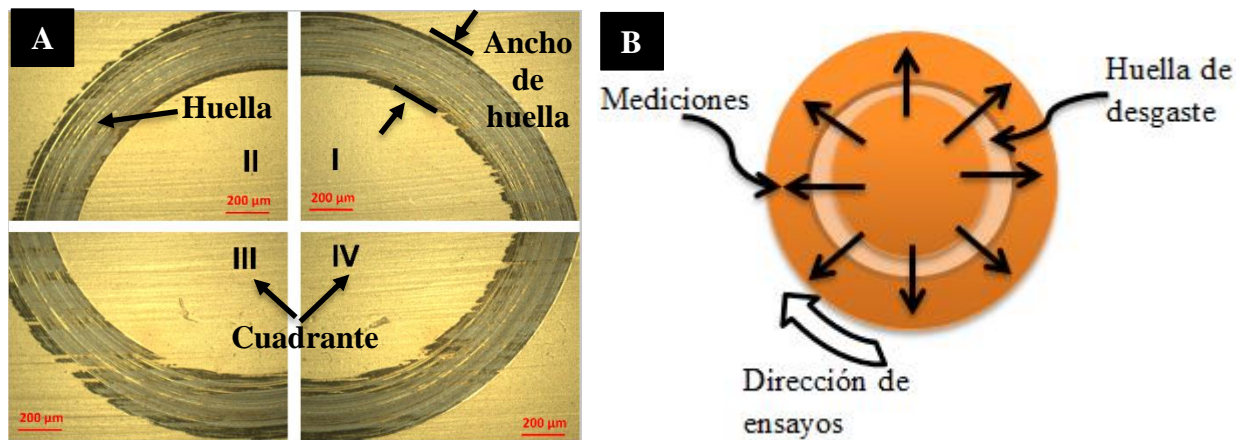 A
Ancho
de
huella
Huella
II
I
200 µm
200 µm
III
IV
Cuadrante
200 µm
200 µm
B
Mediciones
Huella de
desgaste
Dirección de
ensayos